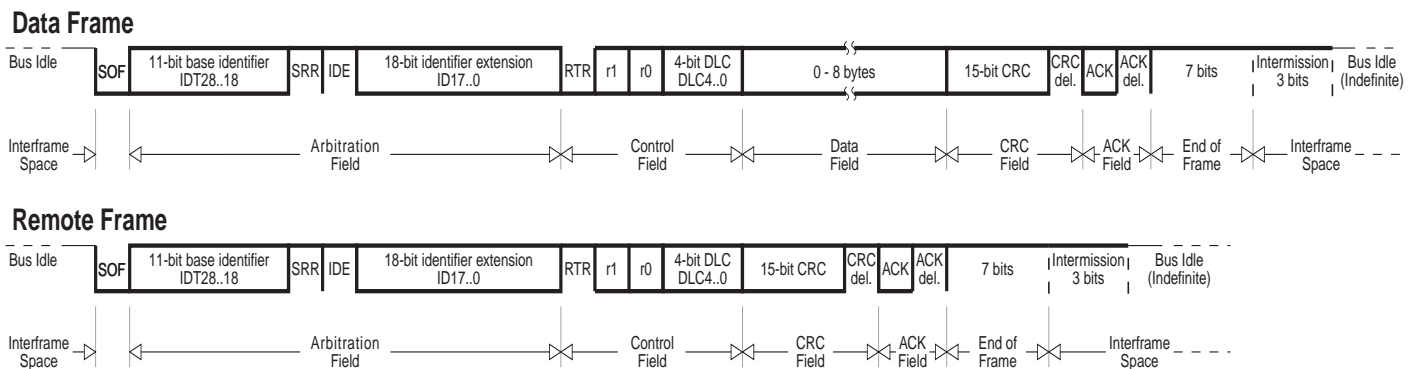 Data Frame
Bus Idle
SOF
11-bit base identifier
IDT28..18
SRR
IDE
18-bit identifier extension
ID17..0
RTR
r1
r0
4-bit DLC
DLC4..0
0 - 8 bytes
15-bit CRC
CRC
del.
ACK
ACK
del.
7 bits
Intermission
3 bits
Bus Idle
(Indefinite)
Interframe
Space
Arbitration
Field
Control
Field
Data
Field
CRC
Field
ACK
Field
End of
Frame
Interframe
Space
Remote Frame
Bus Idle
SOF
11-bit base identifier
IDT28..18
SRR
IDE
18-bit identifier extension
ID17..0
RTR
r1
r0
4-bit DLC
DLC4..0
15-bit CRC
CRC
del.
ACK
ACK
del.
7 bits
Intermission
3 bits
Bus Idle
(Indefinite)
Interframe
Space
Arbitration
Field
Control
Field
CRC
Field
ACK
Field
End of
Frame
Interframe
Space